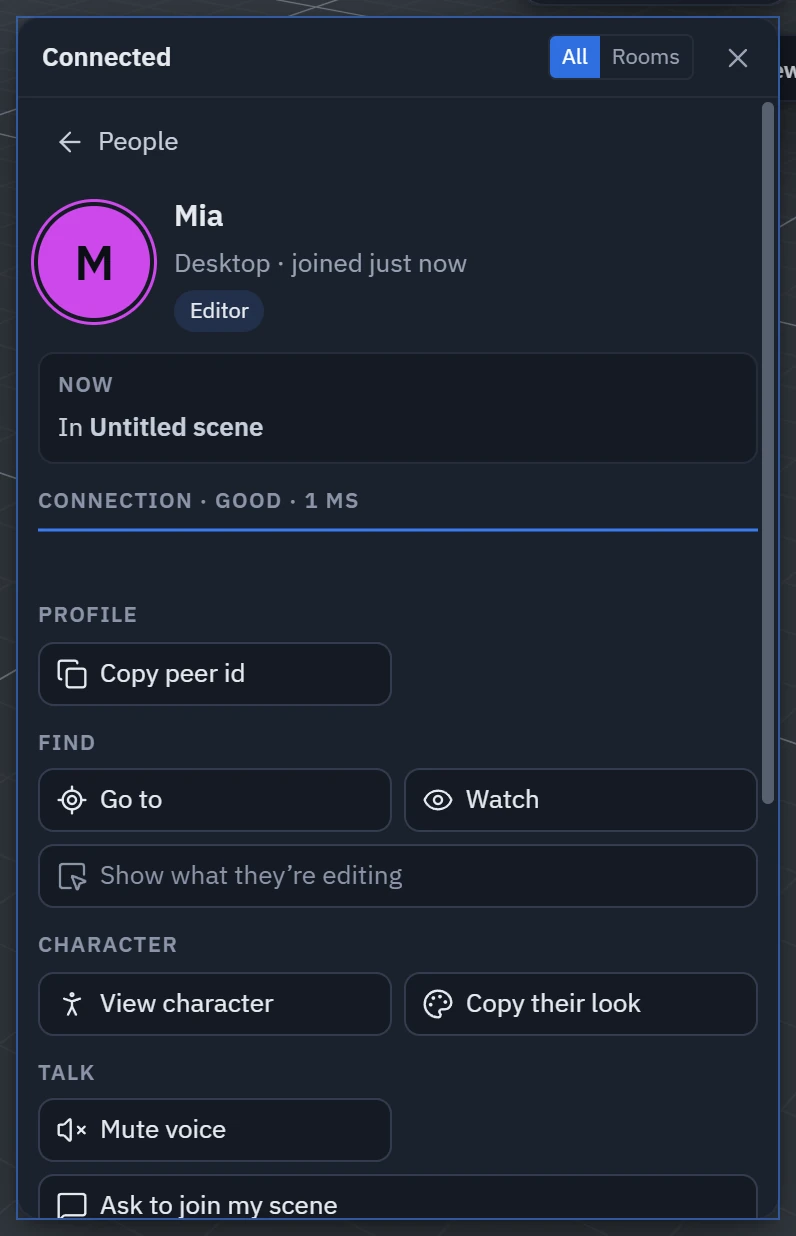 Connected
All
Rooms
People
M
Mia
Desktop · joined just now
Editor
NOW
In Untitled scene
CONNECTION · GOOD · 1 MS
PROFILE
Copy peer id
FIND
Go to
Watch
Show what they’re editing
CHARACTER
View character
Copy their look
TALK
Mute voice
Ask to join my scene